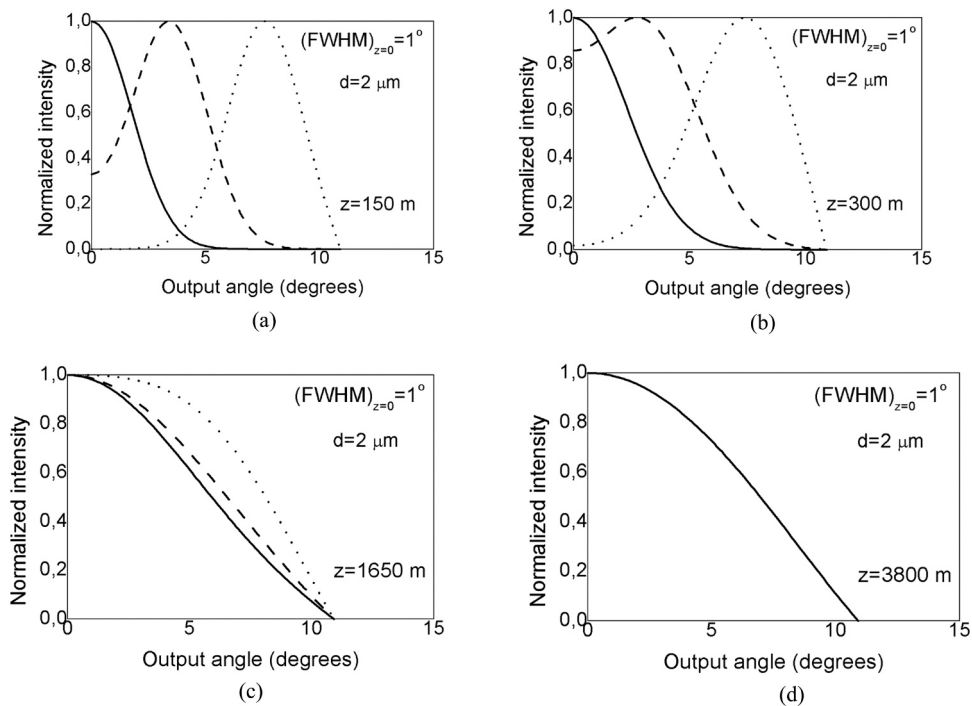 1,0
0,8
0,6
0,4
0,2
0,0
Normalized intensity
(FWHM)z=0=1°
d=2 μm
z=150 m
0 5 10 15
Output angle (degrees)
(a)
1,0
0,8
0,6
0,4
0,2
0,0
Normalized intensity
(FWHM)z=0=1°
d=2 μm
z=300 m
0 5 10 15
Output angle (degrees)
(b)
1,0
0,8
0,6
0,4
0,2
0,0
Normalized intensity
(FWHM)z=0=1°
d=2 μm
z=1650 m
0 5 10 15
Output angle (degrees)
(c)
1,0
0,8
0,6
0,4
0,2
0,0
Normalized intensity
(FWHM)z=0=1°
d=2 μm
z=3800 m
0 5 10 15
Output angle (degrees)
(d)